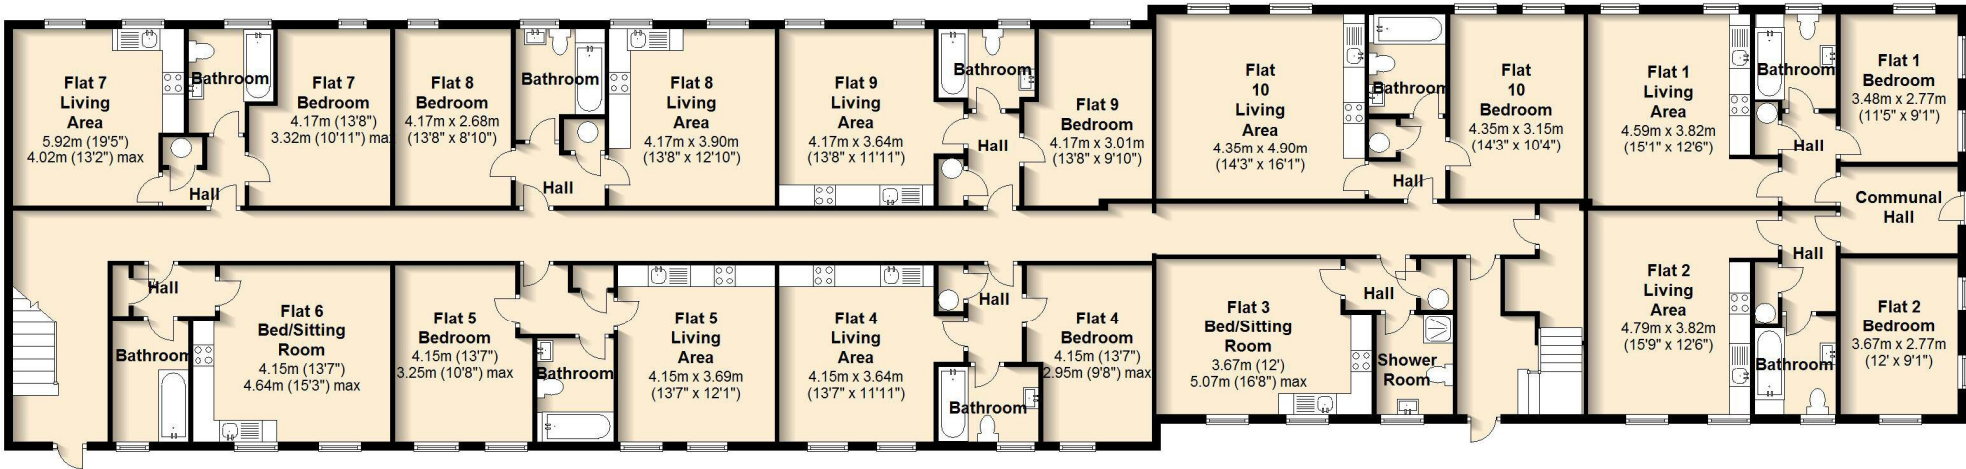 Flat 7
Living
Area
5.92m (19'5")
4.02m (13'2") max
Bathroom
Flat 7
Bedroom
4.17m (13'8")
3.32m (10'11") max
Hall
Flat 8
Bedroom
4.17m x 2.68m
(13'8" x 8'10")
Bathroom
Hall
Flat 8
Living
Area
4.17m x 3.90m
(13'8" x 12'10")
Flat 9
Living
Area
4.17m x 3.64m
(13'8" x 11'11")
Bathroom
Hall
Flat 9
Bedroom
4.17m x 3.01m
(13'8" x 9'10")
Flat
10
Living
Area
4.35m x 4.90m
(14'3" x 16'1")
Bathroom
Hall
Flat
10
Bedroom
4.35m x 3.15m
(14'3" x 10'4")
Flat 1
Living
Area
4.59m x 3.82m
(15'1" x 12'6")
Bathroom
Hall
Flat 1
Bedroom
3.48m x 2.77m
(11'5" x 9'1")
Communal
Hall
Hall
Bathroom
Flat 6
Bed/Sitting
Room
4.15m (13'7")
4.64m (15'3") max
Flat 5
Bedroom
4.15m (13'7")
3.25m (10'8") max
Bathroom
Flat 5
Living
Area
4.15m x 3.69m
(13'7" x 12'1")
Flat 4
Living
Area
4.15m x 3.64m
(13'7" x 11'11")
Hall
Bathroom
Flat 4
Bedroom
4.15m (13'7")
2.95m (9'8") max
Flat 3
Bed/Sitting
Room
3.67m (12')
5.07m (16'8") max
Hall
Shower
Room
Flat 2
Living
Area
4.79m x 3.82m
(15'9" x 12'6")
Hall
Bathroom
Flat 2
Bedroom
3.67m x 2.77m
(12' x 9'1")